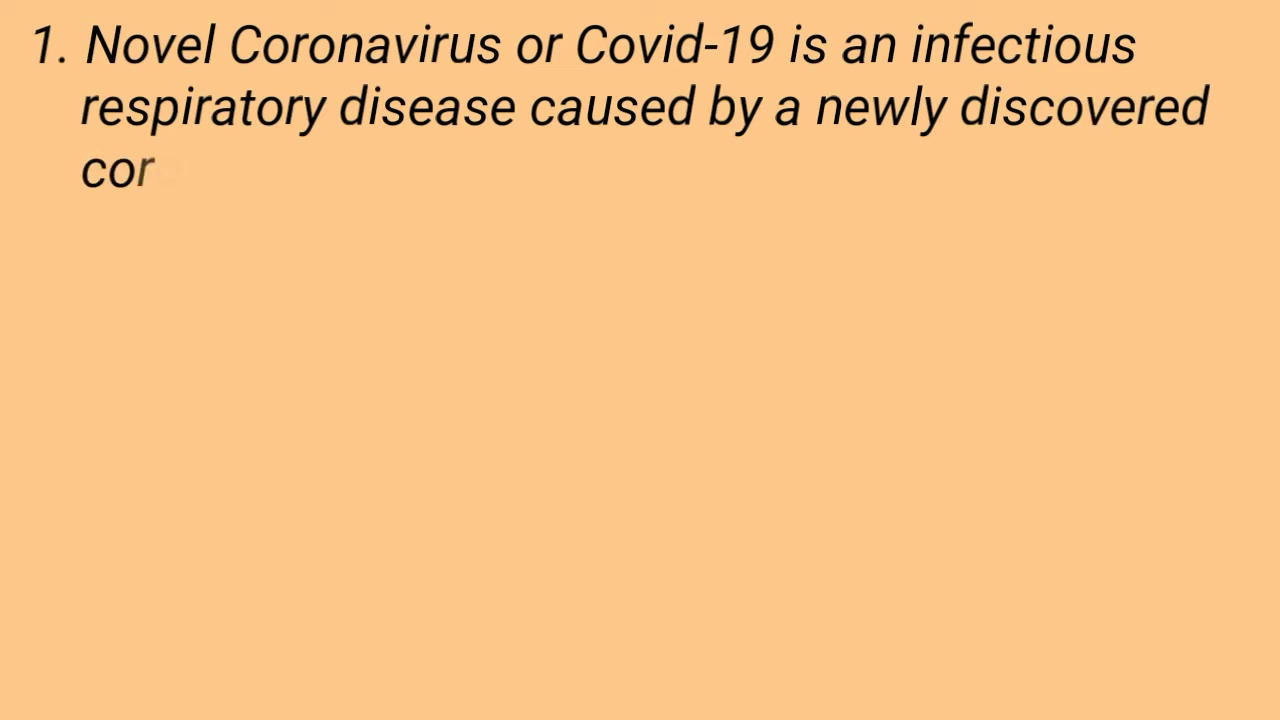 1. Novel Coronavirus or Covid-19 is an infectious
respiratory disease caused by a newly discovered
cor